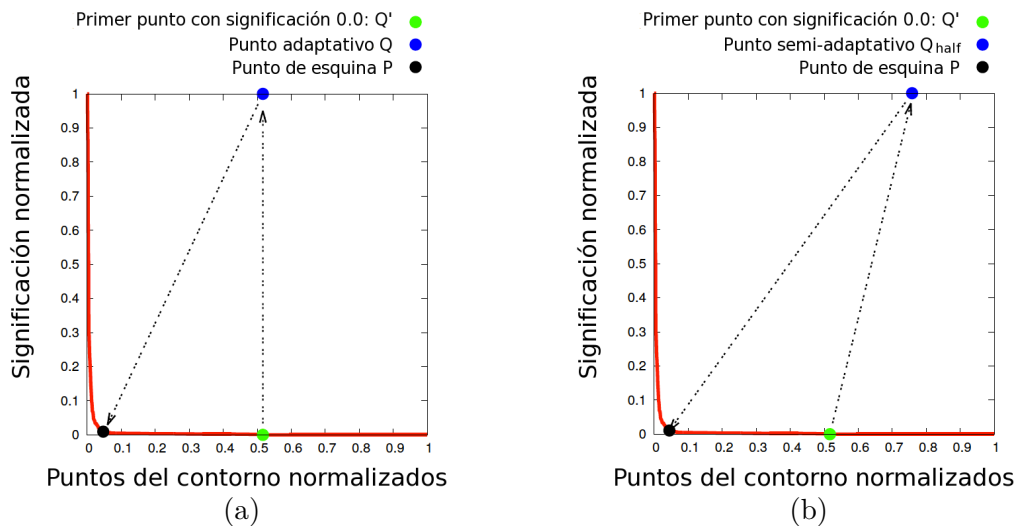 Primer punto con significación 0.0: Q'
Punto adaptativo Q
Punto de esquina P
Significación normalizada
1
0.9
0.8
0.7
0.6
0.5
0.4
0.3
0.2
0.1
0
0 0.1 0.2 0.3 0.4 0.5 0.6 0.7 0.8 0.9 1
Puntos del contorno normalizados
(a)
Primer punto con significación 0.0: Q'
Punto semi-adaptativo Qhalf
Punto de esquina P
Significación normalizada
1
0.9
0.8
0.7
0.6
0.5
0.4
0.3
0.2
0.1
0
0 0.1 0.2 0.3 0.4 0.5 0.6 0.7 0.8 0.9 1
Puntos del contorno normalizados
(b)